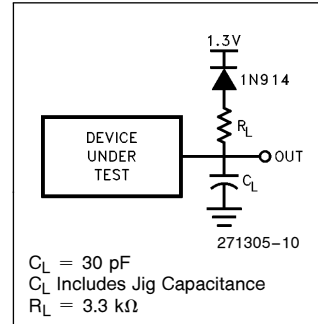 1.3V
1N914
R_L
DEVICE
UNDER
TEST
OUT
C_L
271305–10
C_L = 30 pF
C_L Includes Jig Capacitance
R_L = 3.3 kΩ